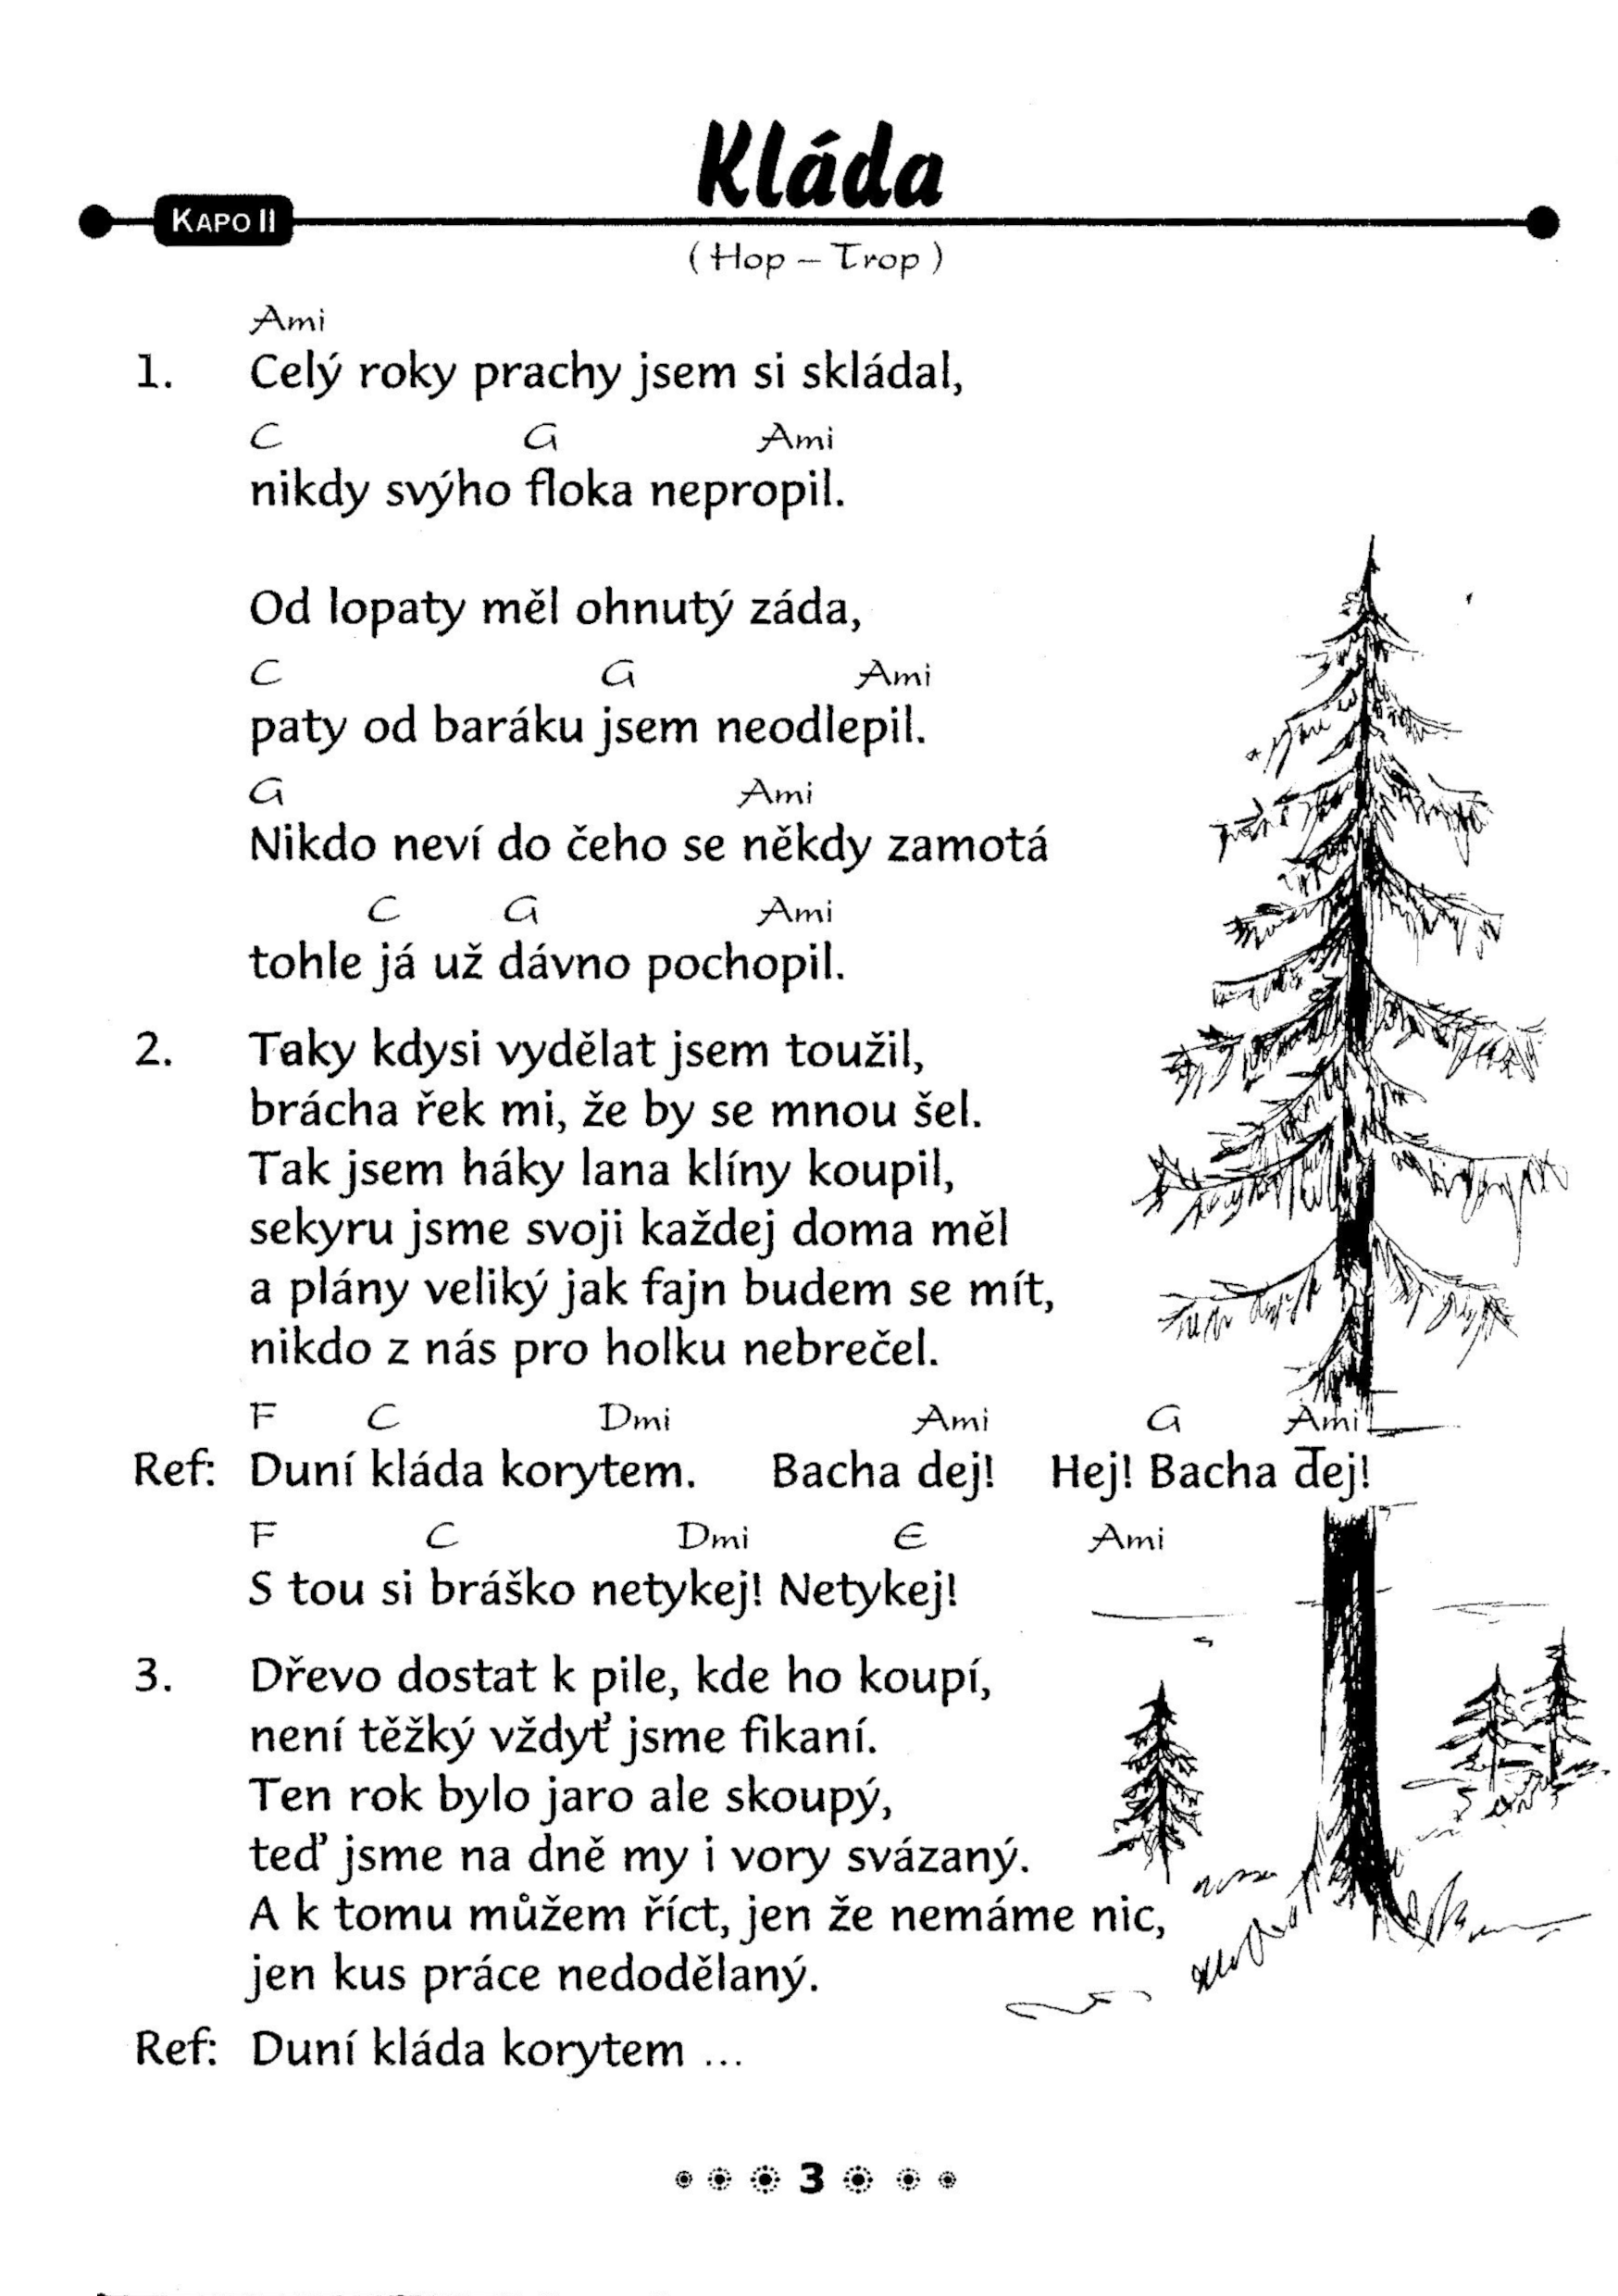 Kláda
KAPO II
( Hop – Trop )
Ami
1. Celý roky prachy jsem si skládal,
C G Ami
nikdy svýho floka nepropil.
Od lopaty měl ohnutý záda,
C G Ami
paty od baráku jsem neodlepil.
G Ami
Nikdo neví do čeho se někdy zamotá
C G Ami
tohle já už dávno pochopil.
2. Taky kdysi vydělat jsem toužil,
brácha řek mi, že by se mnou šel.
Tak jsem háky lana klíny koupil,
sekyru jsme svoji každej doma měl
a plány veliký jak fajn budem se mít,
nikdo z nás pro holku nebrečel.
F C Dmi Ami G Ami
Ref: Duní kláda korytem. Bacha dej! Hej! Bacha dej!
F C Dmi E Ami
S tou si bráško netykej! Netykej!
3. Dřevo dostat k pile, kde ho koupí,
není těžký vždyť jsme fikaní.
Ten rok bylo jaro ale skoupý,
teď jsme na dně my i vory svázaný.
A k tomu můžem říct, jen že nemáme nic,
jen kus práce nedodělaný.
Ref: Duní kláda korytem ...
3